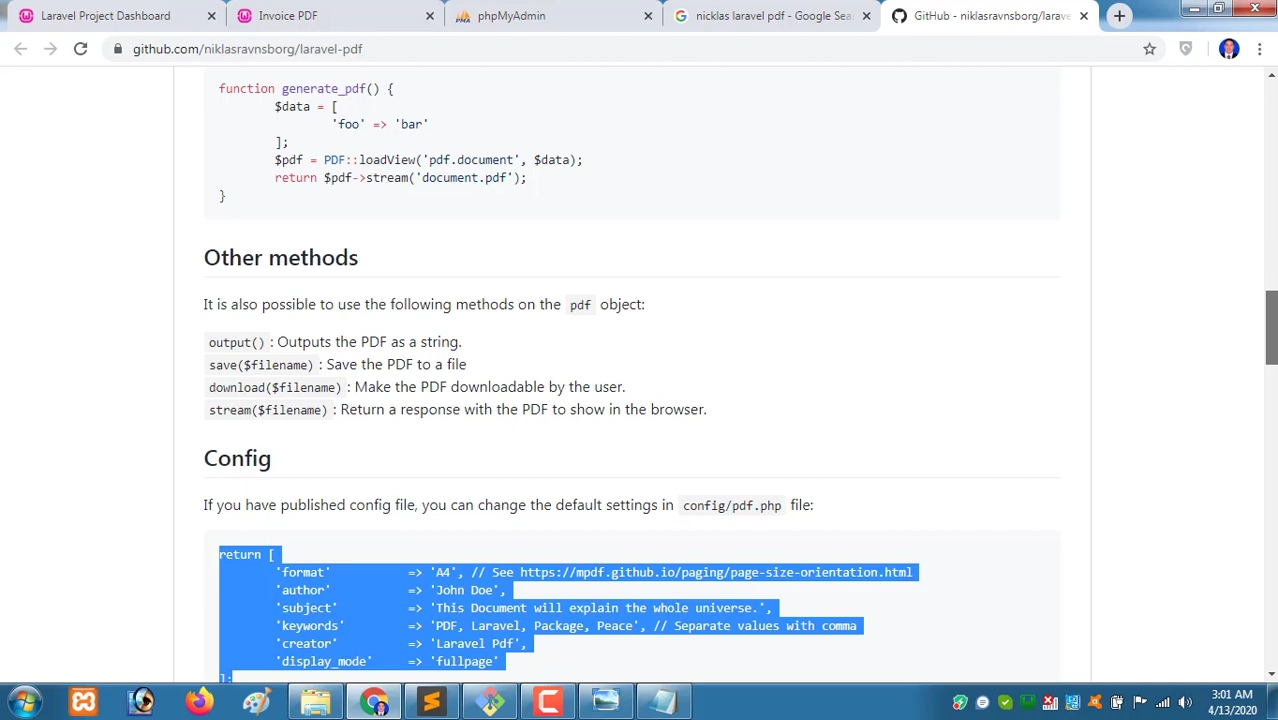 Laravel Project Dashboard
Invoice PDF
phpMyAdmin
nicklas laravel pdf - Google Sea
GitHub - niklasravnsborg/larave
github.com/niklasravnsborg/laravel-pdf
function generate_pdf() {
$data = [
'foo' => 'bar'
];
$pdf = PDF::loadView('pdf.document', $data);
return $pdf->stream('document.pdf');
}
Other methods
It is also possible to use the following methods on the pdf object:
output() : Outputs the PDF as a string.
save($filename) : Save the PDF to a file
download($filename) : Make the PDF downloadable by the user.
stream($filename) : Return a response with the PDF to show in the browser.
Config
If you have published config file, you can change the default settings in config/pdf.php file:
return [
'format' => 'A4', // See https://mpdf.github.io/paging/page-size-orientation.html
'author' => 'John Doe',
'subject' => 'This Document will explain the whole universe.',
'keywords' => 'PDF, Laravel, Package, Peace', // Separate values with comma
'creator' => 'Laravel Pdf',
'display_mode' => 'fullpage'
];
3:01 AM
4/13/2020